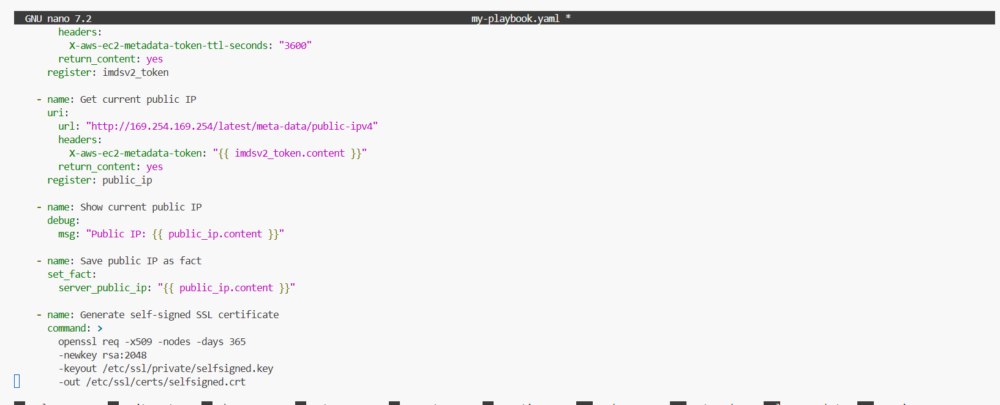 GNU nano 7.2 my-playbook.yaml *
headers:
X-aws-ec2-metadata-token-ttl-seconds: "3600"
return_content: yes
register: imdsv2_token
- name: Get current public IP
uri:
url: "http://169.254.169.254/latest/meta-data/public-ipv4"
headers:
X-aws-ec2-metadata-token: "{{ imdsv2_token.content }}"
return_content: yes
register: public_ip
- name: Show current public IP
debug:
msg: "Public IP: {{ public_ip.content }}"
- name: Save public IP as fact
set_fact:
server_public_ip: "{{ public_ip.content }}"
- name: Generate self-signed SSL certificate
command: >
openssl req -x509 -nodes -days 365
-newkey rsa:2048
-keyout /etc/ssl/private/selfsigned.key
-out /etc/ssl/certs/selfsigned.crt